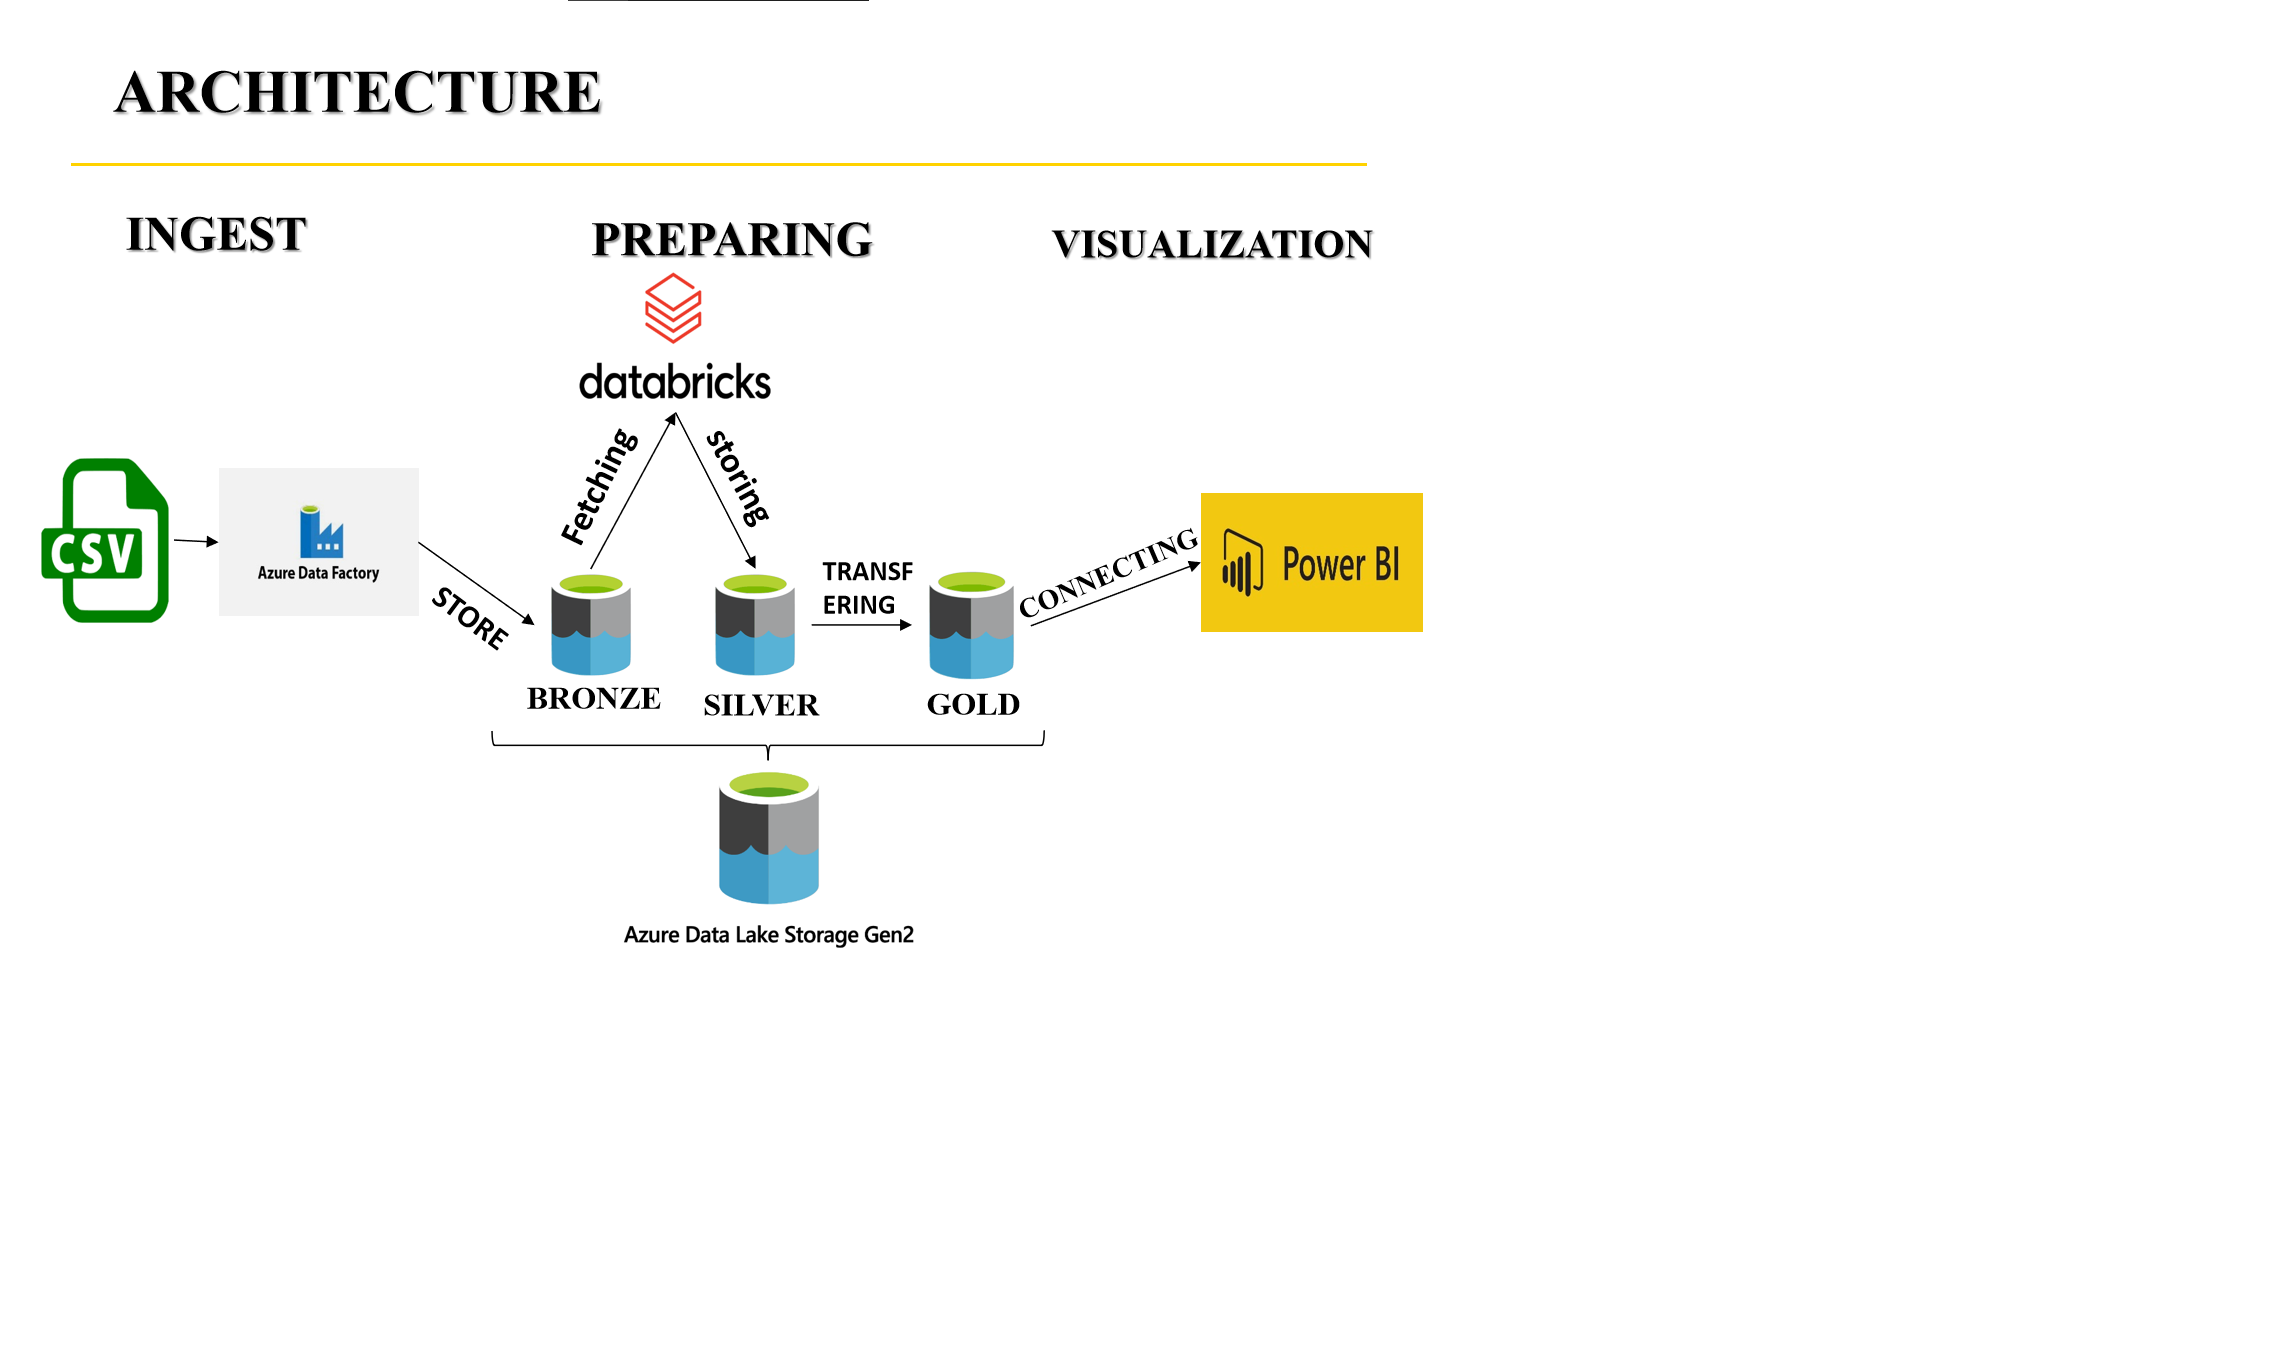 ARCHITECTURE
INGEST
PREPARING
VISUALIZATION
databricks
Fetching
storing
CSV
Azure Data Factory
STORE
TRANSF
ERING
CONNECTING
Power BI
BRONZE
SILVER
GOLD
Azure Data Lake Storage Gen2